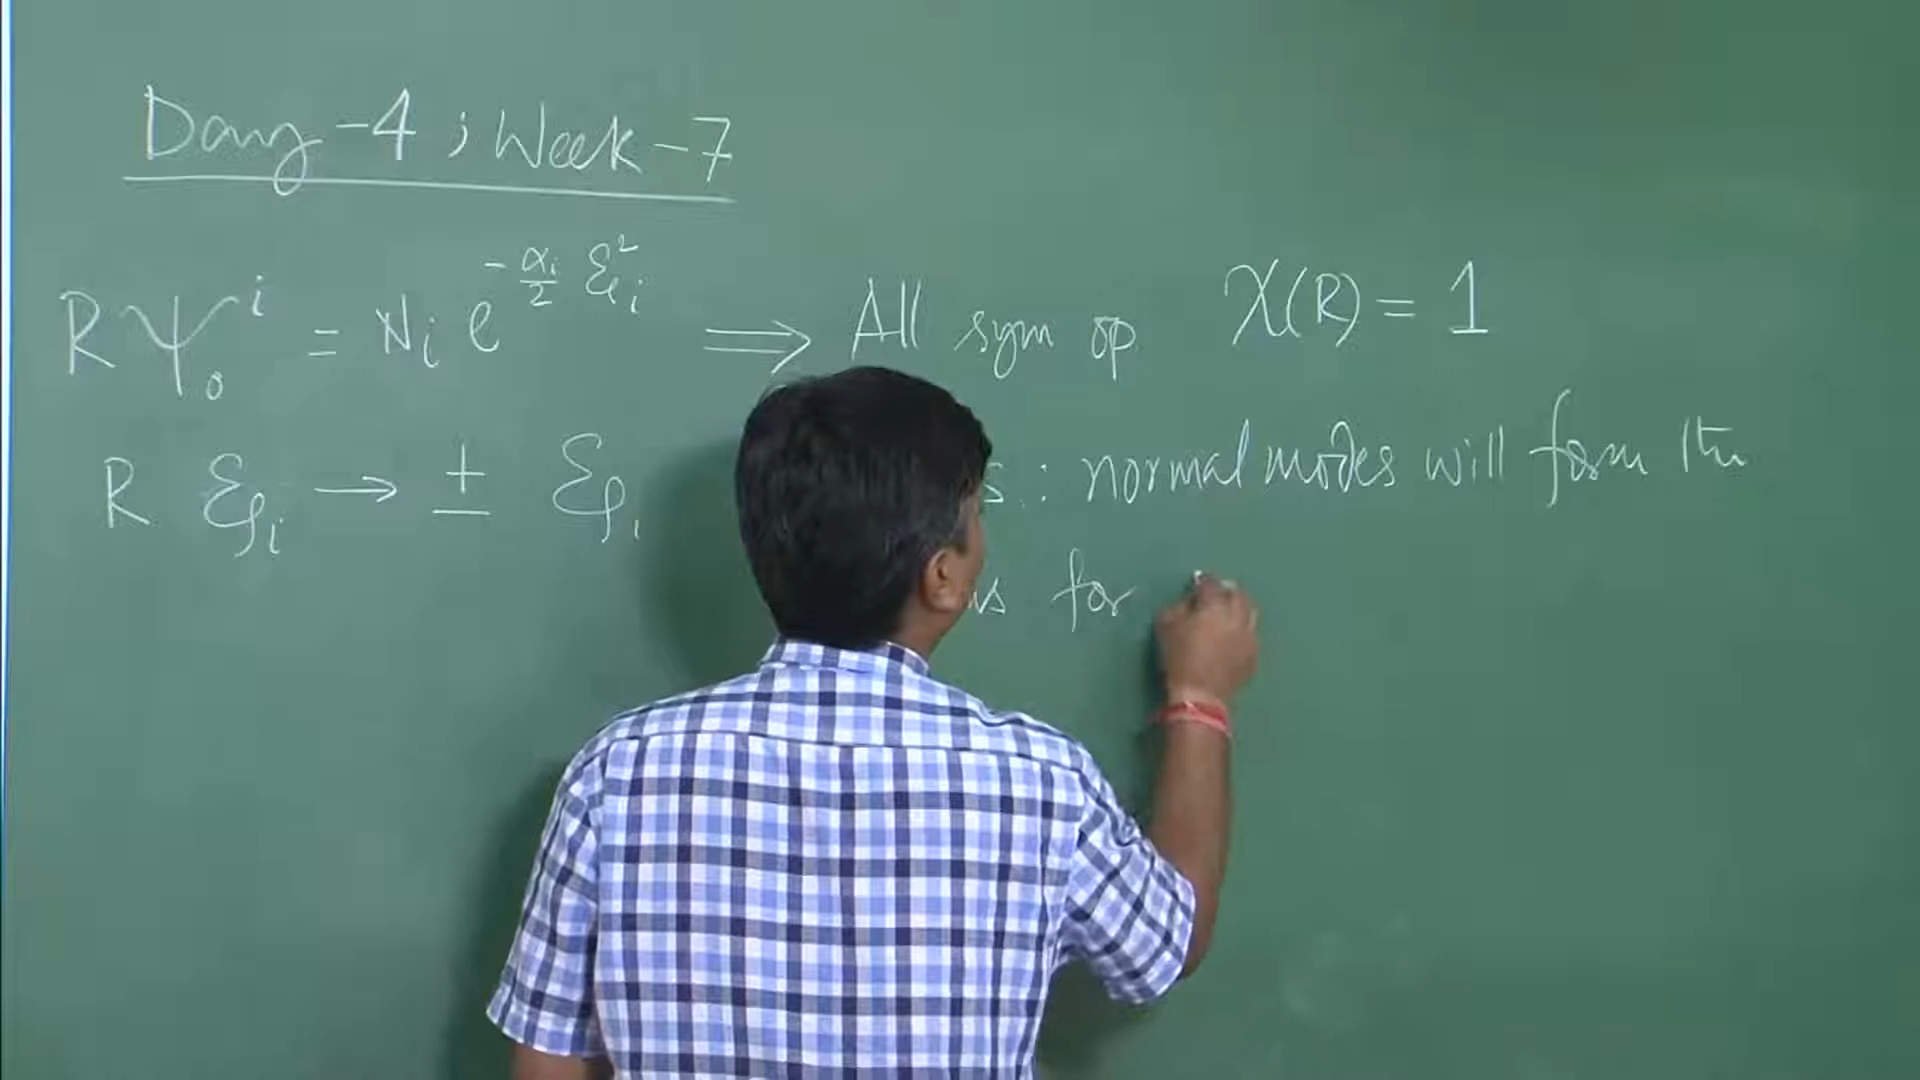 Day-4 ; Week-7
Rψ₀ⁱ = Nᵢ e^(-αᵢ/2 ξᵢ²) ⟹ All sym op χ(R) = 1
R ξᵢ → ± ξᵢ : normal modes will form the
for